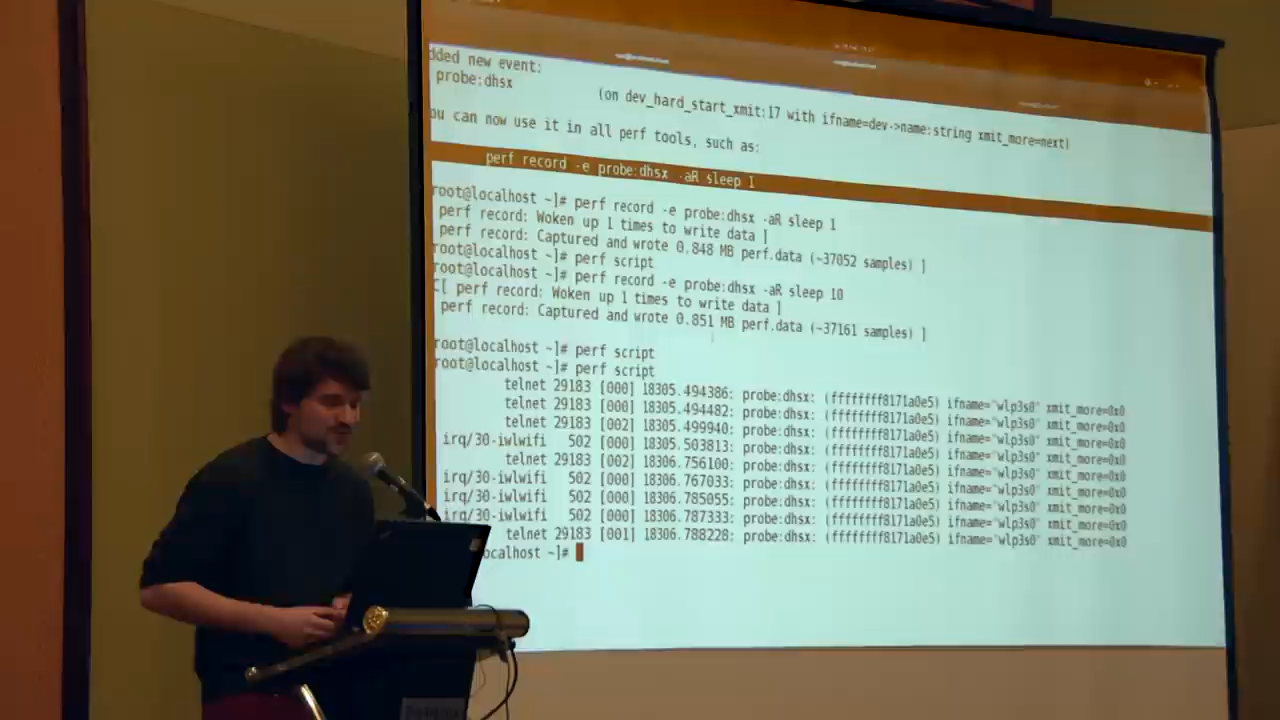 dded new event:
probe:dhsx (on dev_hard_start_xmit:17 with ifname=dev->name:string xmit_more=next)
ou can now use it in all perf tools, such as:
perf record -e probe:dhsx -aR sleep 1
root@localhost ~]# perf record -e probe:dhsx -aR sleep 1
perf record: Woken up 1 times to write data ]
perf record: Captured and wrote 0.848 MB perf.data (~37052 samples) ]
root@localhost ~]# perf script
root@localhost ~]# perf record -e probe:dhsx -aR sleep 10
C[ perf record: Woken up 1 times to write data ]
perf record: Captured and wrote 0.851 MB perf.data (~37161 samples) ]
root@localhost ~]# perf script
root@localhost ~]# perf script
telnet 29183 [000] 18305.494386: probe:dhsx: (ffffffff8171a0e5) ifname="wlp3s0" xmit_more=0x0
telnet 29183 [000] 18305.494482: probe:dhsx: (ffffffff8171a0e5) ifname="wlp3s0" xmit_more=0x0
telnet 29183 [002] 18305.499940: probe:dhsx: (ffffffff8171a0e5) ifname="wlp3s0" xmit_more=0x0
irq/30-iwlwifi 502 [000] 18305.503813: probe:dhsx: (ffffffff8171a0e5) ifname="wlp3s0" xmit_more=0x0
telnet 29183 [002] 18306.756100: probe:dhsx: (ffffffff8171a0e5) ifname="wlp3s0" xmit_more=0x0
irq/30-iwlwifi 502 [000] 18306.767033: probe:dhsx: (ffffffff8171a0e5) ifname="wlp3s0" xmit_more=0x0
irq/30-iwlwifi 502 [000] 18306.785055: probe:dhsx: (ffffffff8171a0e5) ifname="wlp3s0" xmit_more=0x0
irq/30-iwlwifi 502 [000] 18306.787333: probe:dhsx: (ffffffff8171a0e5) ifname="wlp3s0" xmit_more=0x0
telnet 29183 [001] 18306.788228: probe:dhsx: (ffffffff8171a0e5) ifname="wlp3s0" xmit_more=0x0
ocalhost ~]#